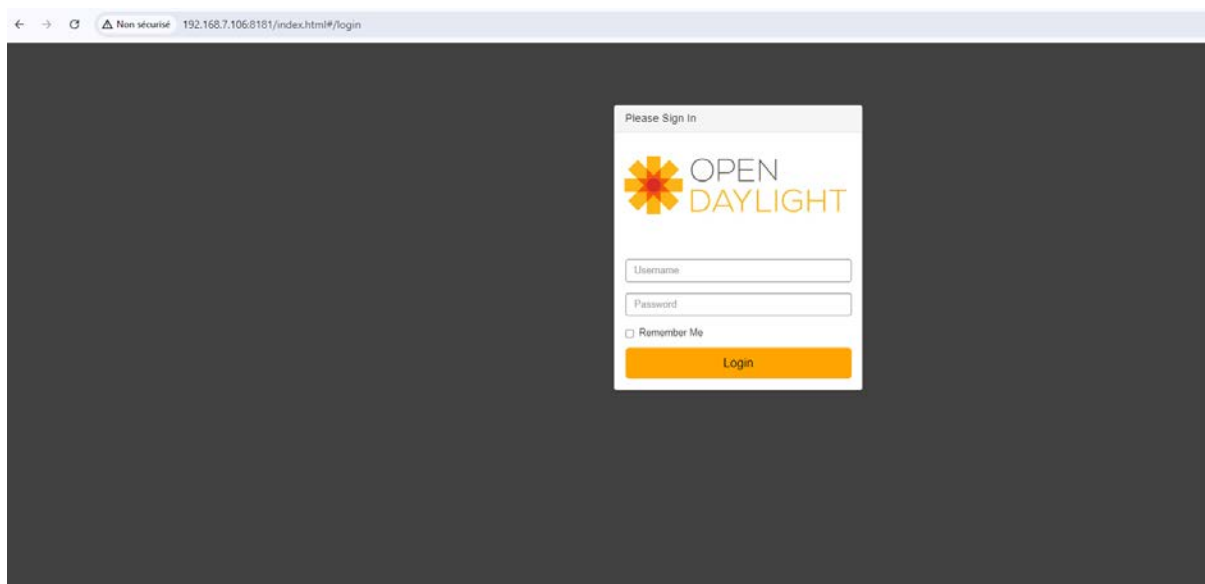 Non sécurisé 192.168.7.106:8181/index.html#/login
Please Sign In
OPEN
DAYLIGHT
Username
Password
Remember Me
Login